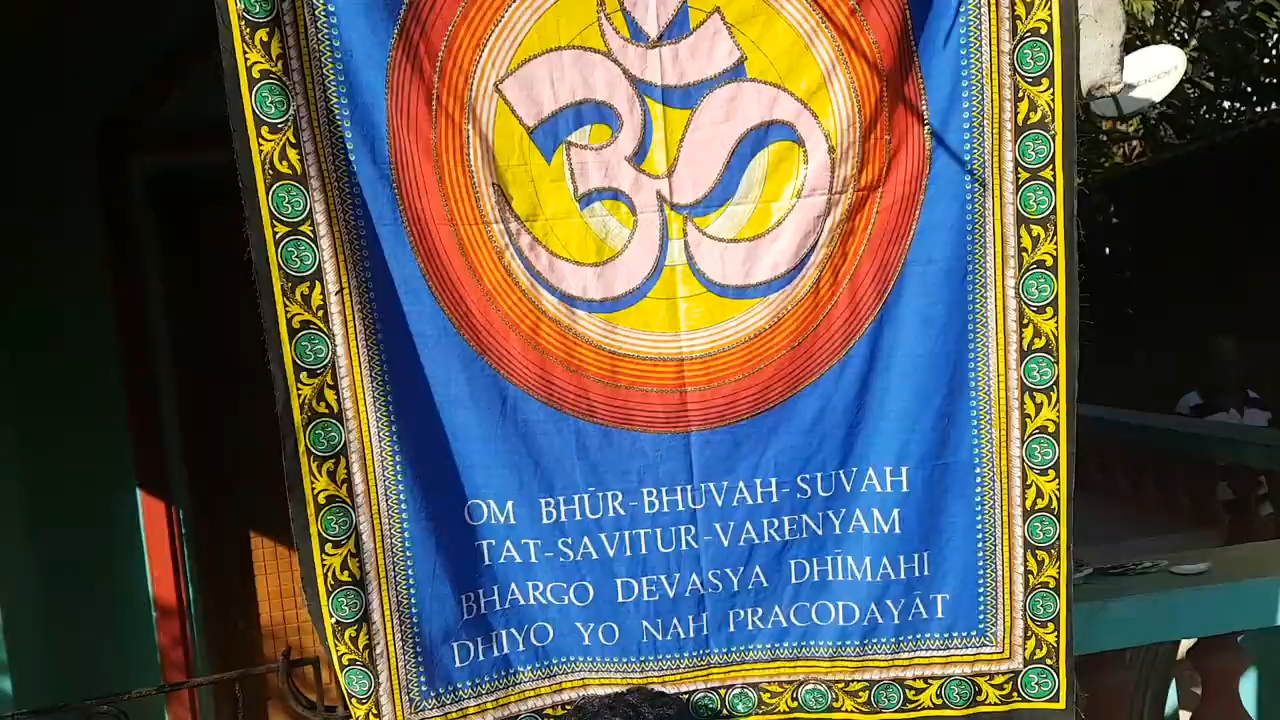 ॐ
OM BHŪR-BHUVAH-SUVAH
TAT-SAVITUR-VARENYAM
BHARGO DEVASYA DHĪMAHI
DHIYO YO NAH PRACODAYĀT